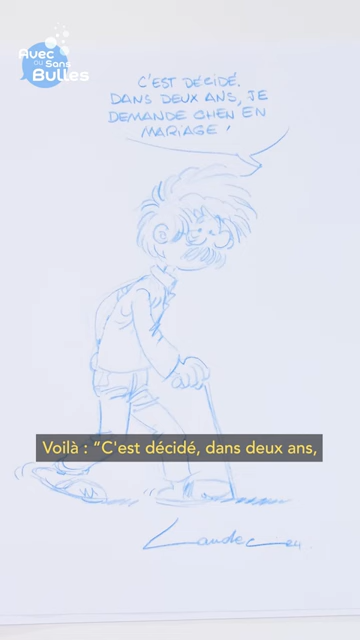 Avec
ou Sans
Bulles
C'EST DÉCIDÉ.
DANS DEUX ANS, JE
DEMANDE CHEN EN
MARIAGE !
Voilà : "C'est décidé, dans deux ans,
Laudec 24.